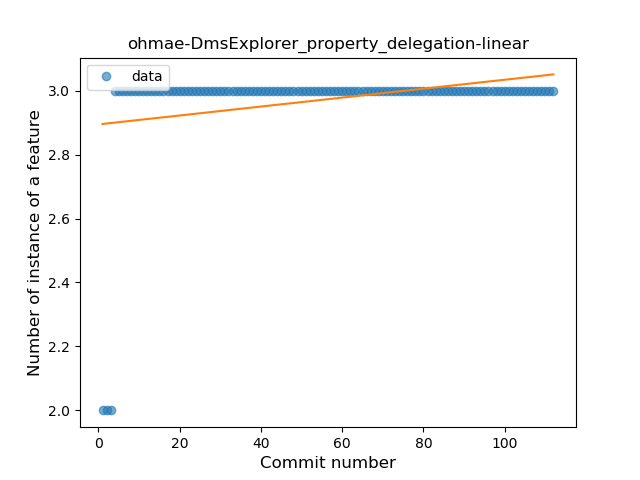 ohmae-DmsExplorer_property_delegation-linear
data
3.0
2.8
2.6
2.4
2.2
2.0
Number of instance of a feature
0 20 40 60 80 100
Commit number